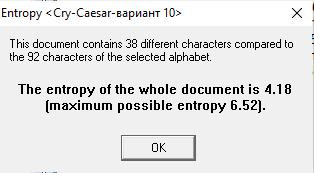 Entropy <Cry-Caesar-вариант 10>
This document contains 38 different characters compared to
the 92 characters of the selected alphabet.
The entropy of the whole document is 4.18
(maximum possible entropy 6.52).
OK